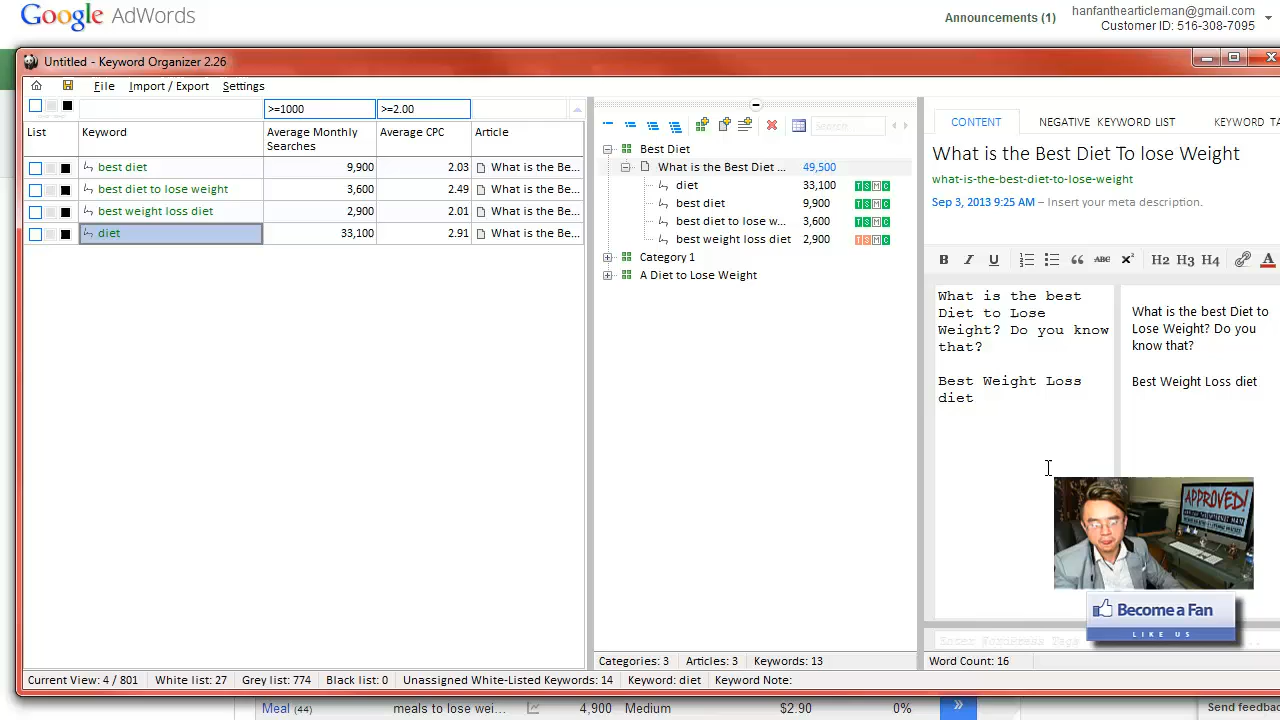 Google AdWords
Announcements (1)
hanfanthearticleman@gmail.com
Customer ID: 516-308-7095
Untitled - Keyword Organizer 2.26
File Import / Export Settings
>=1000 >=2.00
List Keyword Average Monthly Searches Average CPC Article
best diet 9,900 2.03 What is the Be...
best diet to lose weight 3,600 2.49 What is the Be...
best weight loss diet 2,900 2.01 What is the Be...
diet 33,100 2.91 What is the Be...
Search
Best Diet
What is the Best Diet ... 49,500
diet 33,100 T S M C
best diet 9,900 T S M C
best diet to lose w... 3,600 T S M C
best weight loss diet 2,900 T S M C
Category 1
A Diet to Lose Weight
CONTENT NEGATIVE KEYWORD LIST KEYWORD TA
What is the Best Diet To lose Weight
what-is-the-best-diet-to-lose-weight
Sep 3, 2013 9:25 AM – Insert your meta description.
B I U ABC H2 H3 H4 A
What is the best
Diet to Lose
Weight? Do you know
that?
Best Weight Loss
diet
What is the best Diet to
Lose Weight? Do you
know that?
Best Weight Loss diet
APPROVED!
Become a Fan
LIKE US
Enter WordPress Tags
Categories: 3 Articles: 3 Keywords: 13
Word Count: 16
Current View: 4 / 801 White list: 27 Grey list: 774 Black list: 0 Unassigned White-Listed Keywords: 14 Keyword: diet Keyword Note:
Meal (44) meals to lose wei... 4,900 Medium $2.90 0% »
Send feedba